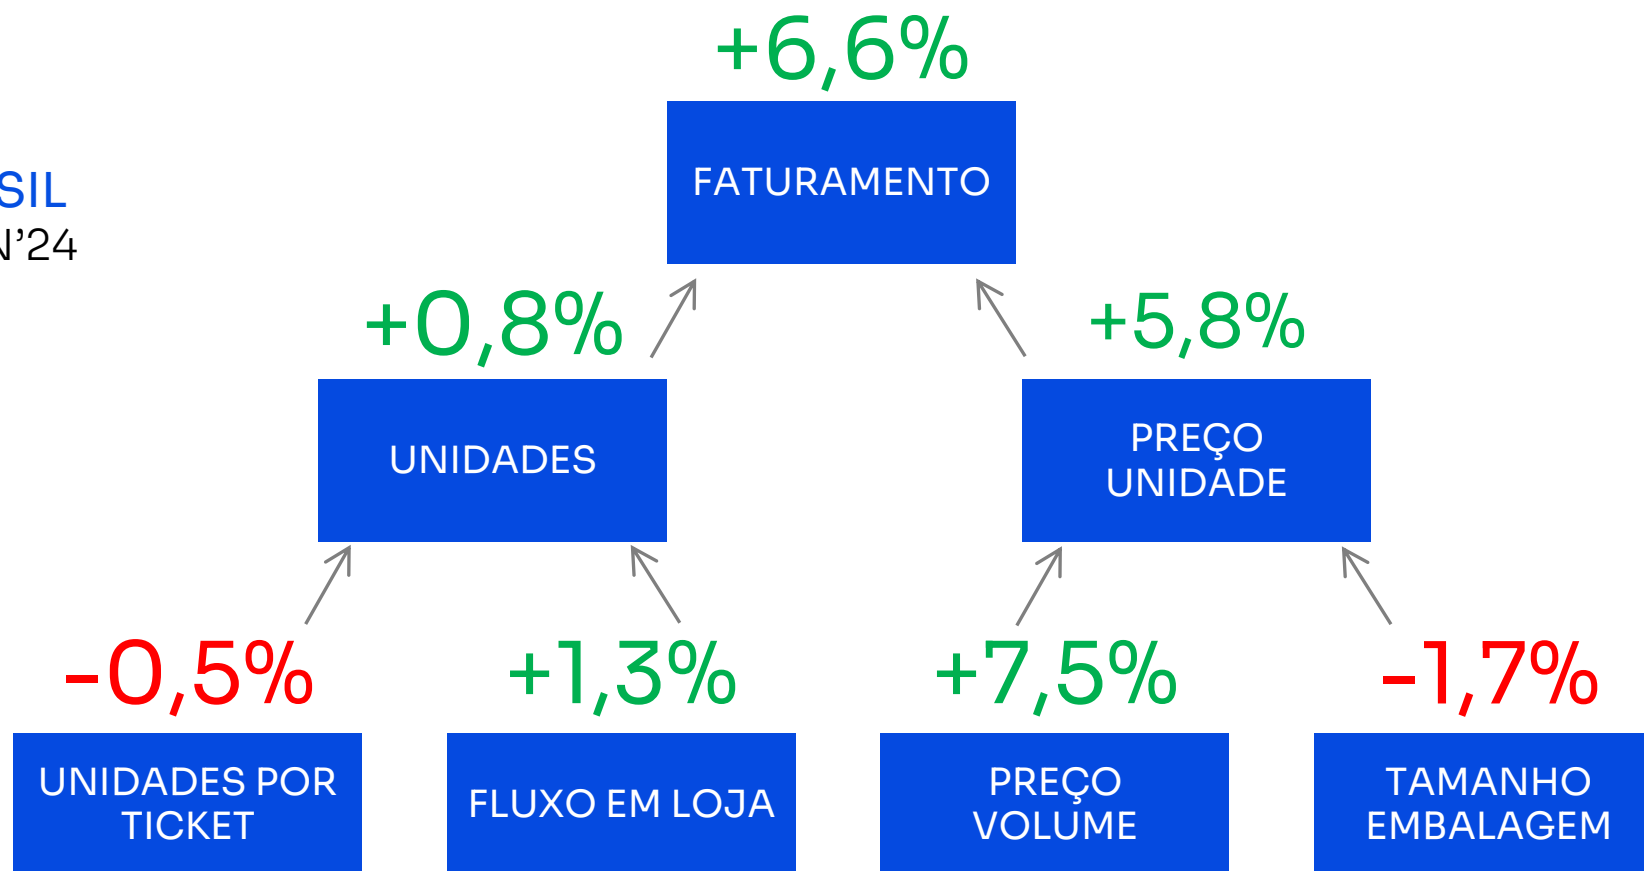 +6,6%
FATURAMENTO
SIL
N’24
+0,8%
+5,8%
UNIDADES
PREÇO
UNIDADE
-0,5%
+1,3%
+7,5%
-1,7%
UNIDADES POR
TICKET
FLUXO EM LOJA
PREÇO
VOLUME
TAMANHO
EMBALAGEM